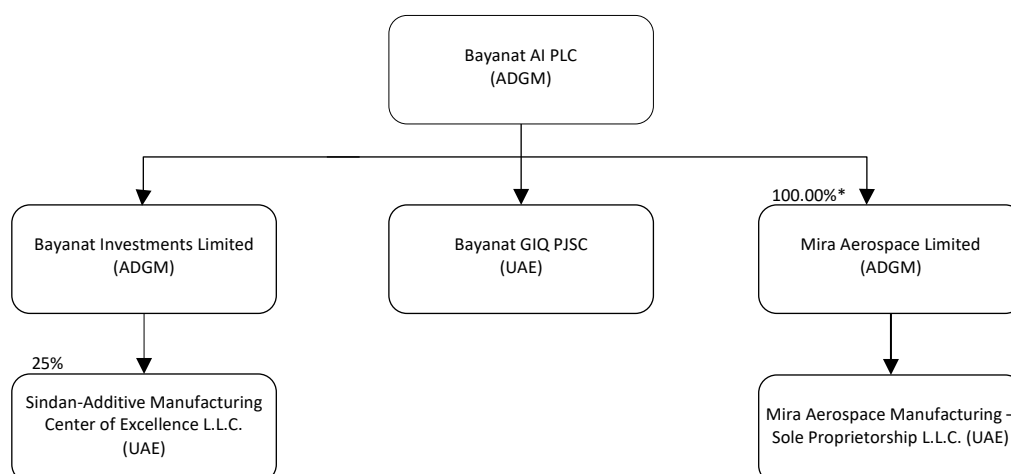 Bayanat AI PLC
(ADGM)
100.00%*
Bayanat Investments Limited
(ADGM)
Bayanat GIQ PJSC
(UAE)
Mira Aerospace Limited
(ADGM)
25%
Sindan-Additive Manufacturing
Center of Excellence L.L.C.
(UAE)
Mira Aerospace Manufacturing –
Sole Proprietorship L.L.C. (UAE)